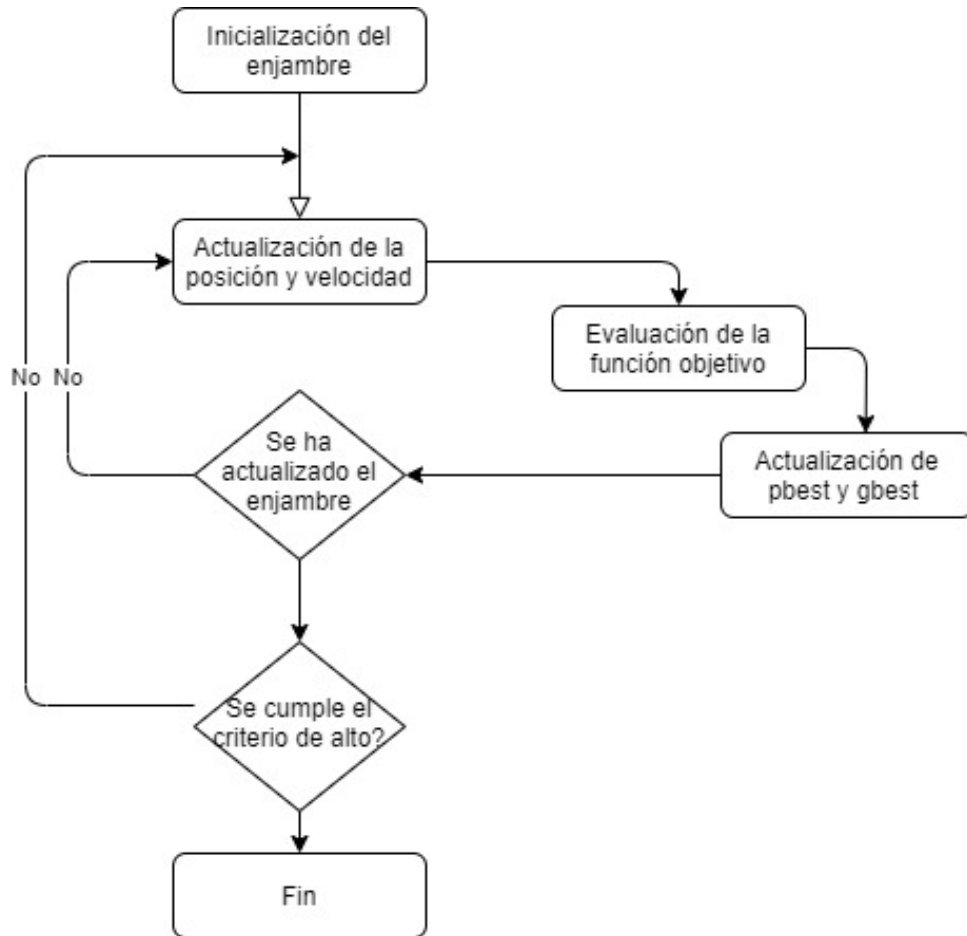 Inicialización del
enjambre
Actualización de la
posición y velocidad
Evaluación de la
función objetivo
No No
Se ha
actualizado el
enjambre
Actualización de
pbest y gbest
Se cumple el
criterio de alto?
Fin